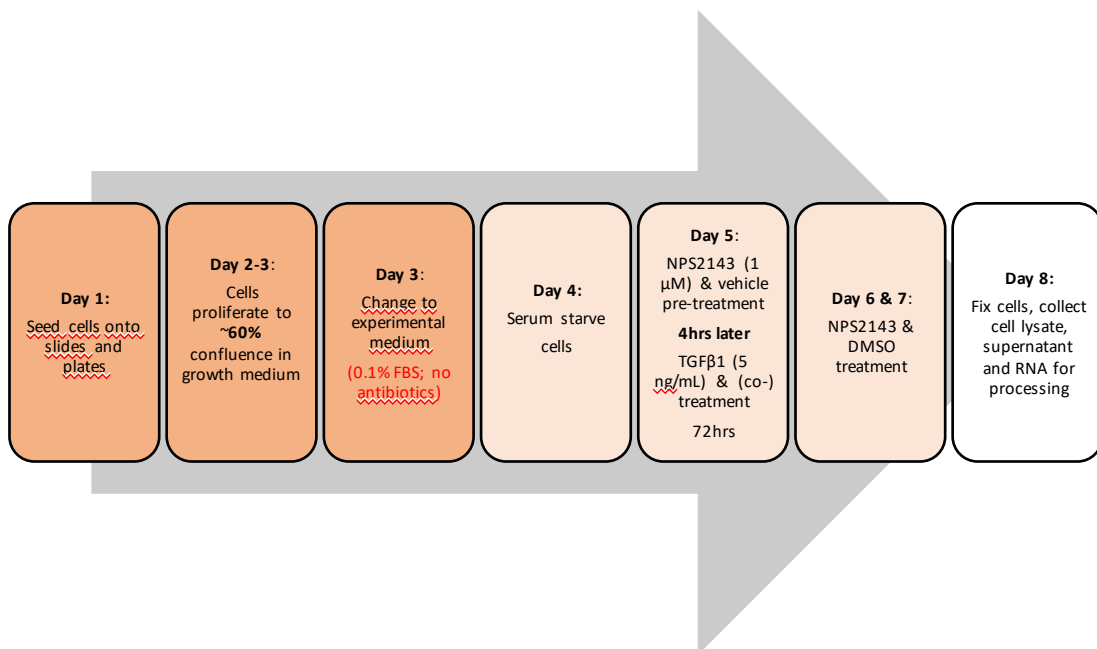 Day 1:
Seed cells onto
slides and
plates
Day 2-3:
Cells
proliferate to
~60%
confluence in
growth medium
Day 3:
Change to
experimental
medium
(0.1% FBS; no
antibiotics)
Day 4:
Serum starve
cells
Day 5:
NPS2143 (1
μM) & vehicle
pre-treatment
4hrs later
TGFβ1 (5
ng/mL) & (co-)
treatment
72hrs
Day 6 & 7:
NPS2143 &
DMSO
treatment
Day 8:
Fix cells, collect
cell lysate,
supernatant
and RNA for
processing